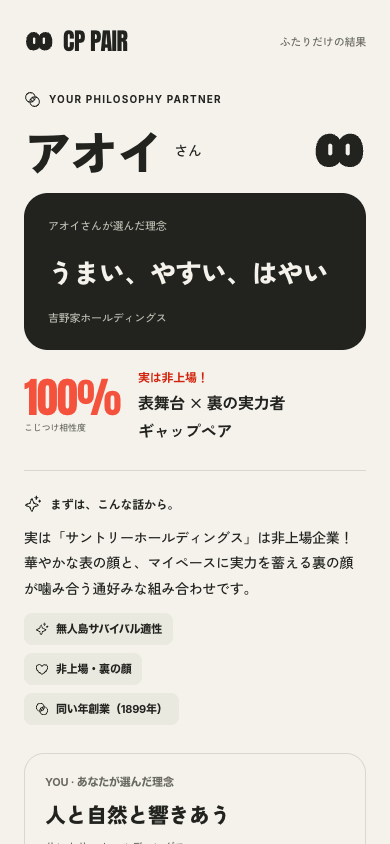 CP PAIR
ふたりだけの結果
YOUR PHILOSOPHY PARTNER
アオイ さん
アオイさんが選んだ理念
うまい、やすい、はやい
吉野家ホールディングス
100%
こじつけ相性度
実は非上場！
表舞台 × 裏の実力者
ギャップペア
まずは、こんな話から。
実は「サントリーホールディングス」は非上場企業！
華やかな表の顔と、マイペースに実力を蓄える裏の顔
が噛み合う通好みな組み合わせです。
無人島サバイバル適性
非上場・裏の顔
同い年創業（1899年）
YOU · あなたが選んだ理念
人と自然と響きあう